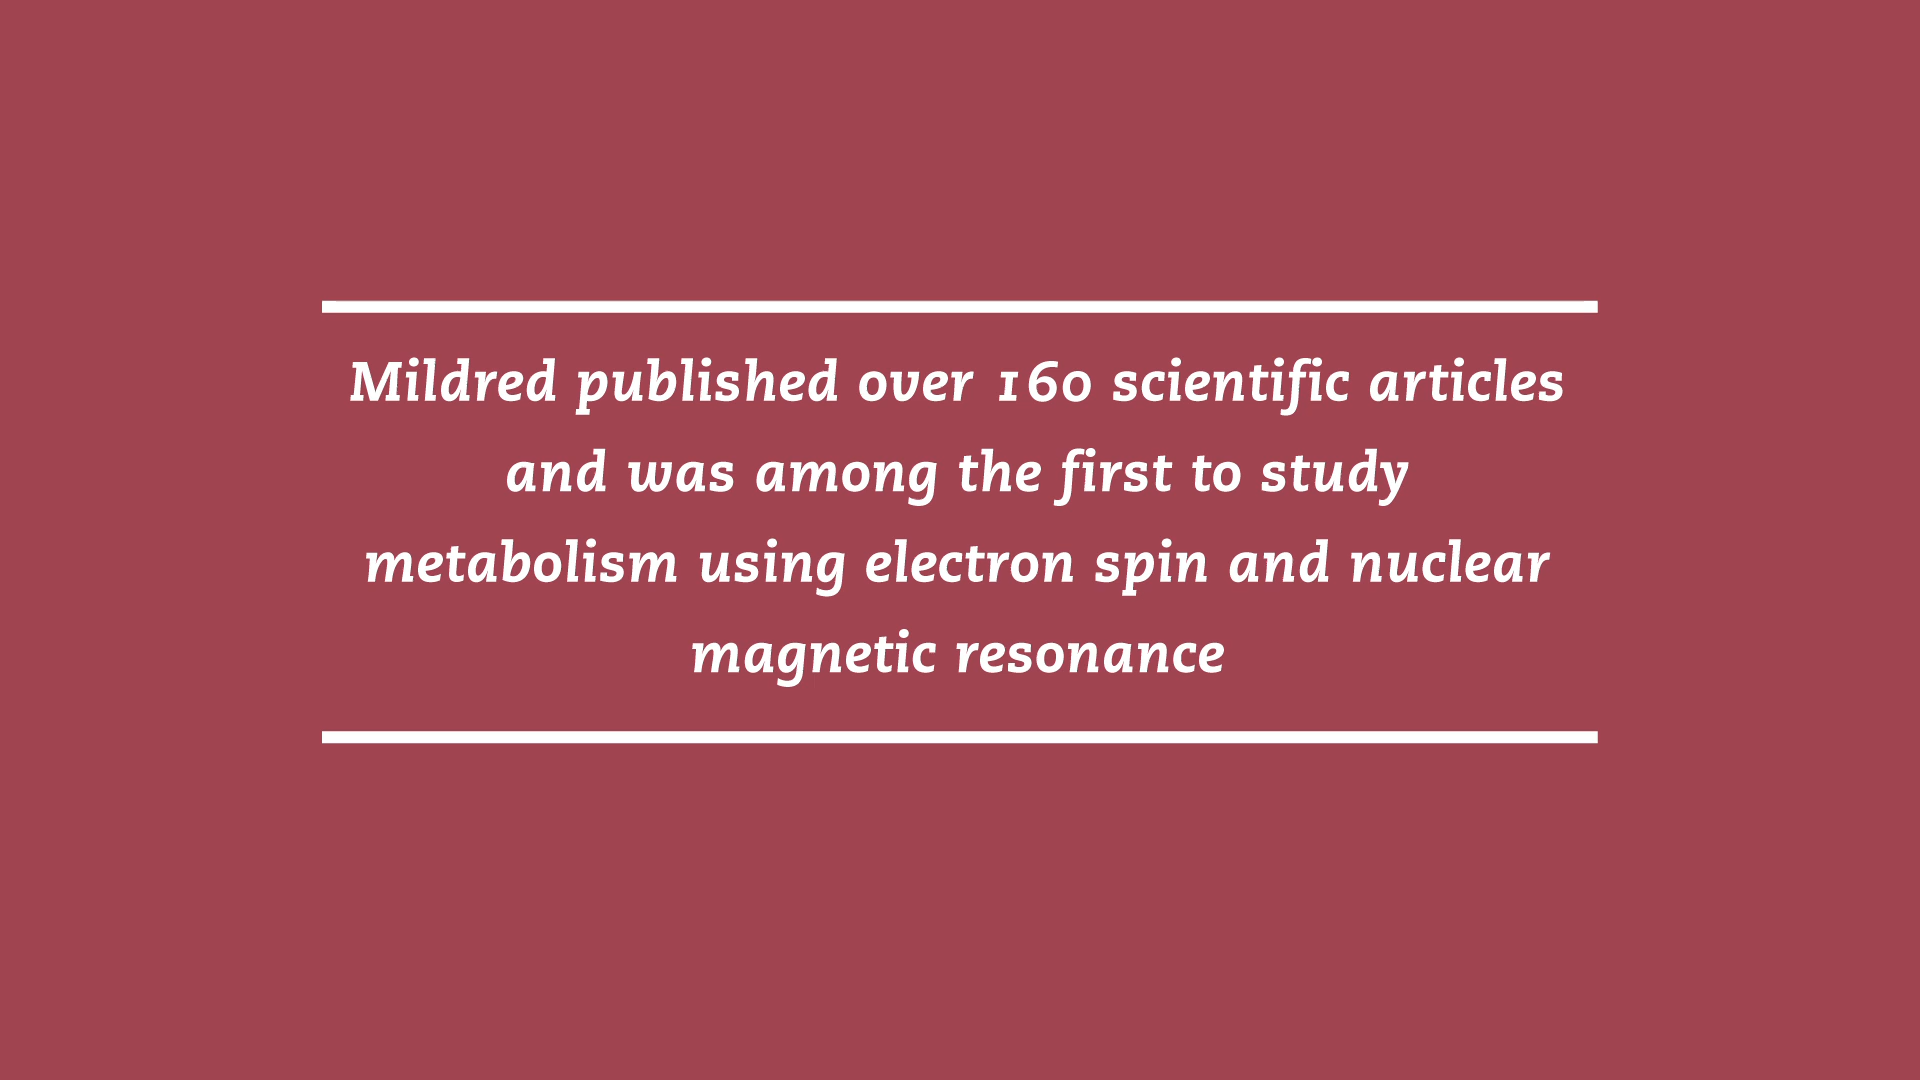 Mildred published over 160 scientific articles
and was among the first to study
metabolism using electron spin and nuclear
magnetic resonance